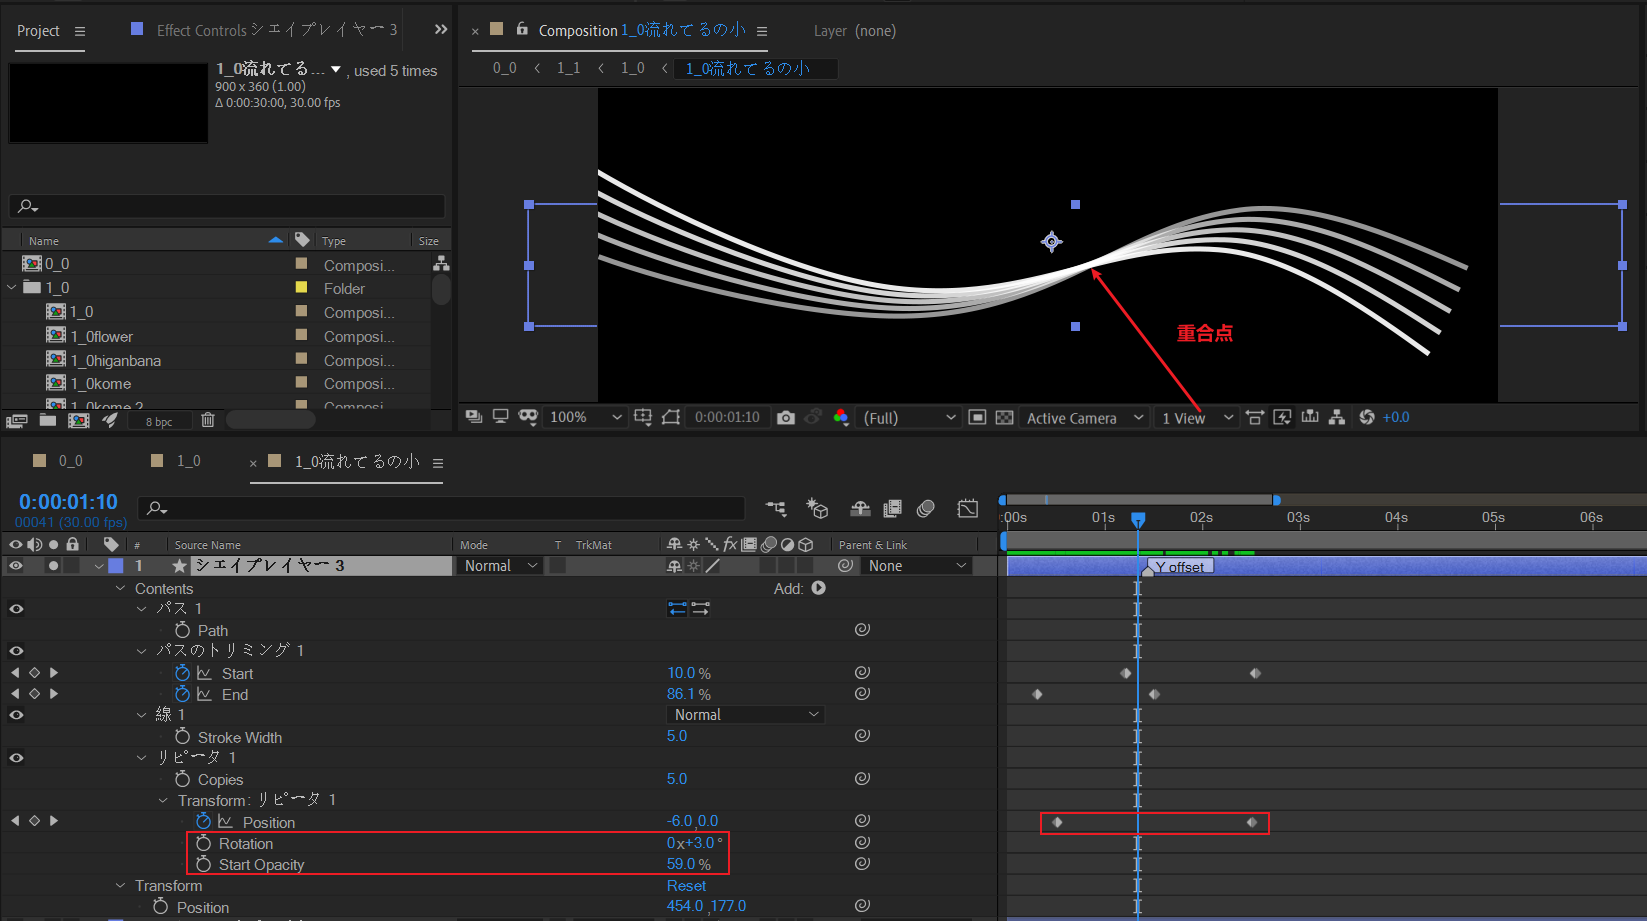 Project
Effect Controls シェイプレイヤー 3
1_0流れてる... , used 5 times
900 x 360 (1.00)
Δ 0:00:30:00, 30.00 fps
Name
Type
Size
0_0
Composi...
1_0
Folder
1_0
Composi...
1_0flower
Composi...
1_0higanbana
Composi...
1_0kome
Composi...
1_0kome 2
Composi...
8 bpc
Composition 1_0流れてるの小
Layer (none)
0_0 < 1_1 < 1_0 < 1_0流れてるの小
重合点
100%
0:00:01:10
(Full)
Active Camera
1 View
+0.0
0_0
1_0
1_0流れてるの小
0:00:01:10
00041 (30.00 fps)
:00s 01s 02s 03s 04s 05s 06s
# Source Name Mode T TrkMat Parent & Link
1 シェイプレイヤー 3 Normal None
Y offset
Contents Add:
パス 1
Path
パスのトリミング 1
Start 10.0 %
End 86.1 %
線 1 Normal
Stroke Width 5.0
リピータ 1
Copies 5.0
Transform: リピータ 1
Position -6.0,0.0
Rotation 0x+3.0°
Start Opacity 59.0 %
Transform Reset
Position 454.0,177.0